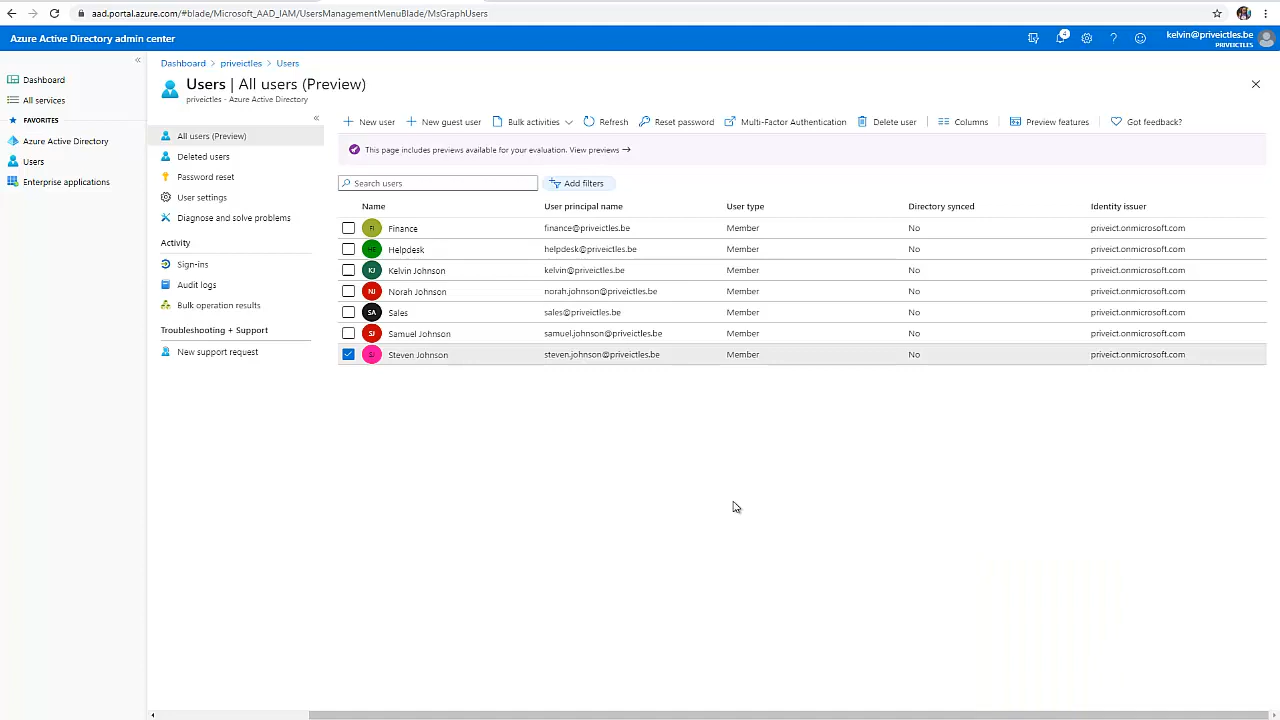 aad.portal.azure.com/#blade/Microsoft_AAD_IAM/UsersManagementMenuBlade/MsGraphUsers
Azure Active Directory admin center
4
kelvin@priveictles.be
PRIVEICTLES
Dashboard
All services
FAVORITES
Azure Active Directory
Users
Enterprise applications
Dashboard > priveictles > Users
Users | All users (Preview)
priveictles - Azure Active Directory
All users (Preview)
Deleted users
Password reset
User settings
Diagnose and solve problems
Activity
Sign-ins
Audit logs
Bulk operation results
Troubleshooting + Support
New support request
New user New guest user Bulk activities Refresh Reset password Multi-Factor Authentication Delete user Columns Preview features Got feedback?
This page includes previews available for your evaluation. View previews →
Search users Add filters
Name User principal name User type Directory synced Identity issuer
FI Finance finance@priveictles.be Member No priveict.onmicrosoft.com
HE Helpdesk helpdesk@priveictles.be Member No priveict.onmicrosoft.com
KJ Kelvin Johnson kelvin@priveictles.be Member No priveict.onmicrosoft.com
NJ Norah Johnson norah.johnson@priveictles.be Member No priveict.onmicrosoft.com
SA Sales sales@priveictles.be Member No priveict.onmicrosoft.com
SJ Samuel Johnson samuel.johnson@priveictles.be Member No priveict.onmicrosoft.com
SJ Steven Johnson steven.johnson@priveictles.be Member No priveict.onmicrosoft.com